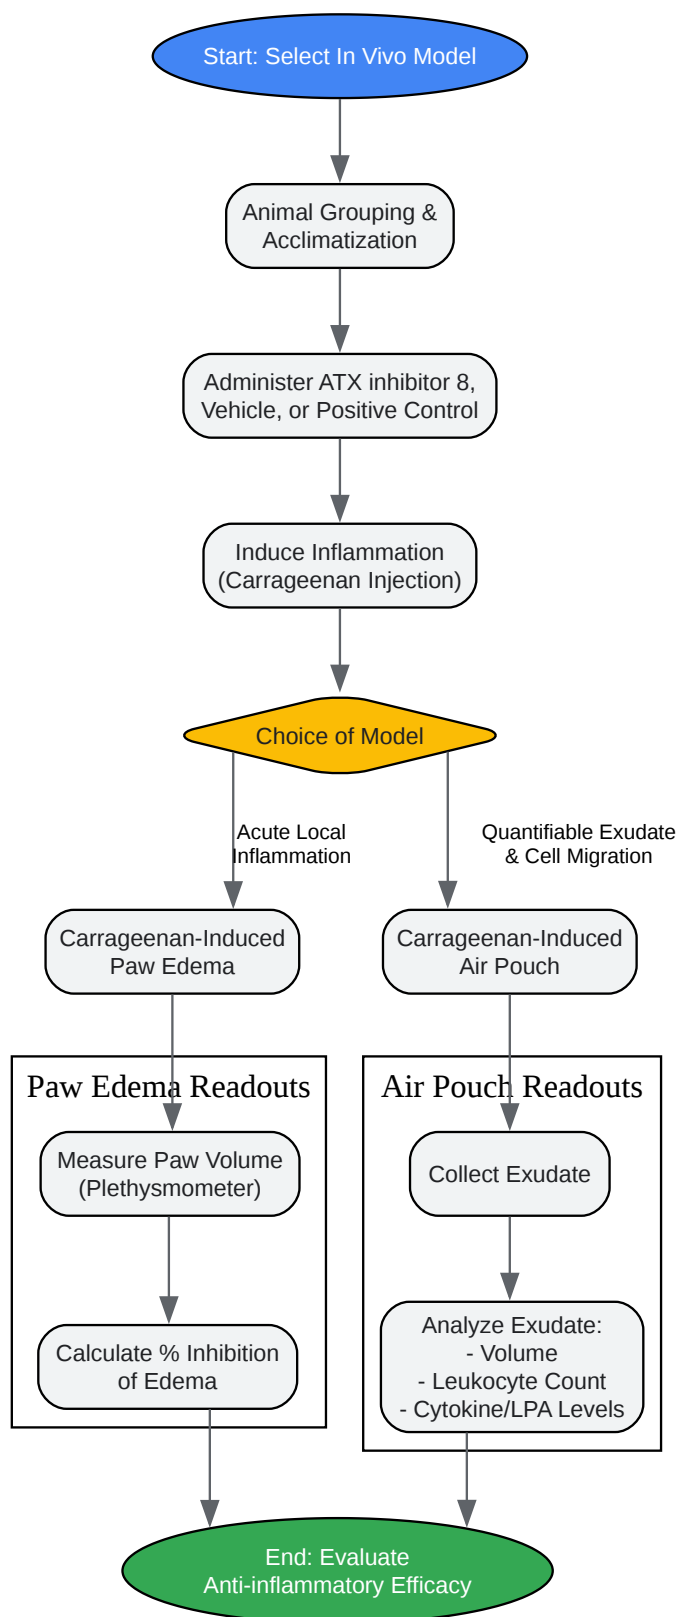 Start: Select In Vivo Model
Animal Grouping &
Acclimatization
Administer ATX inhibitor 8,
Vehicle, or Positive Control
Induce Inflammation
(Carrageenan Injection)
Choice of Model
Acute Local
Inflammation
Quantifiable Exudate
& Cell Migration
Carrageenan-Induced
Paw Edema
Carrageenan-Induced
Air Pouch
Paw Edema Readouts
Measure Paw Volume
(Plethysmometer)
Calculate % Inhibition
of Edema
Air Pouch Readouts
Collect Exudate
Analyze Exudate:
- Volume
- Leukocyte Count
- Cytokine/LPA Levels
End: Evaluate
Anti-inflammatory Efficacy